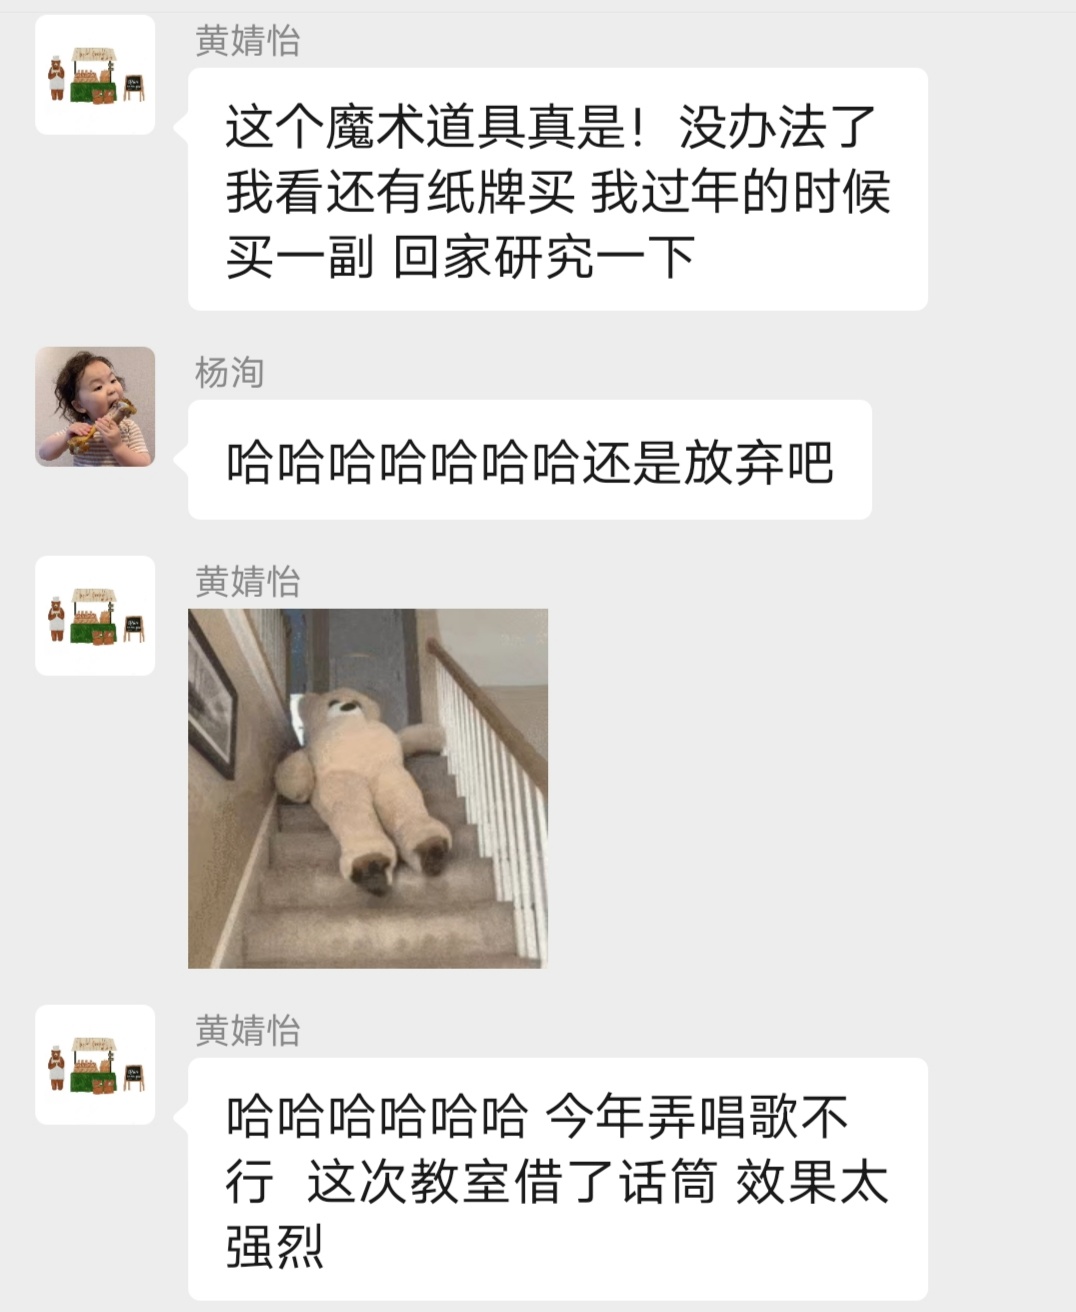 黄婧怡
这个魔术道具真是！没办法了
我看还有纸牌买 我过年的时候
买一副 回家研究一下
杨洵
哈哈哈哈哈哈哈还是放弃吧
黄婧怡
黄婧怡
哈哈哈哈哈哈 今年弄唱歌不
行  这次教室借了话筒 效果太
强烈